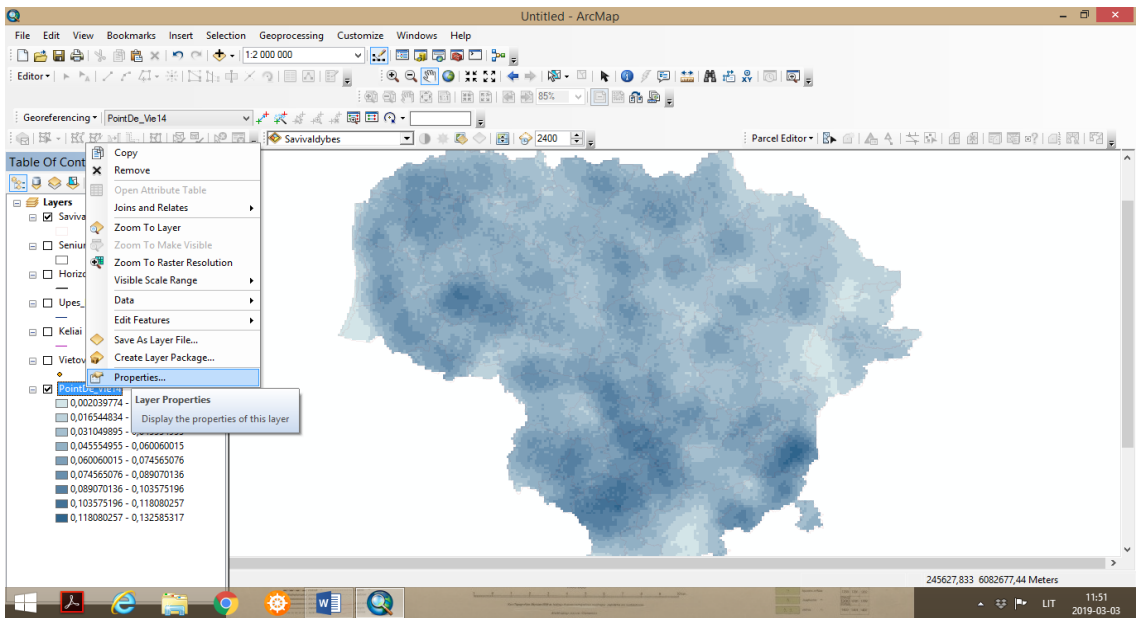 Untitled - ArcMap
File Edit View Bookmarks Insert Selection Geoprocessing Customize Windows Help
1:2 000 000
Editor
85%
Georeferencing PointDe_Vie14
Savivaldybes 2400 Parcel Editor
Table Of Cont
Copy
Remove
Open Attribute Table
Joins and Relates
Zoom To Layer
Zoom To Make Visible
Zoom To Raster Resolution
Visible Scale Range
Data
Edit Features
Save As Layer File...
Create Layer Package...
Properties...
Layer Properties
Display the properties of this layer
Layers
Saviva
Seniun
Horizo
Upes_
Keliai
Vietov
PointDe_Vie14
0,002039774 -
0,016544834 -
0,031049895 -
0,045554955 - 0,060060015
0,060060015 - 0,074565076
0,074565076 - 0,089070136
0,089070136 - 0,103575196
0,103575196 - 0,118080257
0,118080257 - 0,132585317
245627,833 6082677,44 Meters
LIT
11:51
2019-03-03